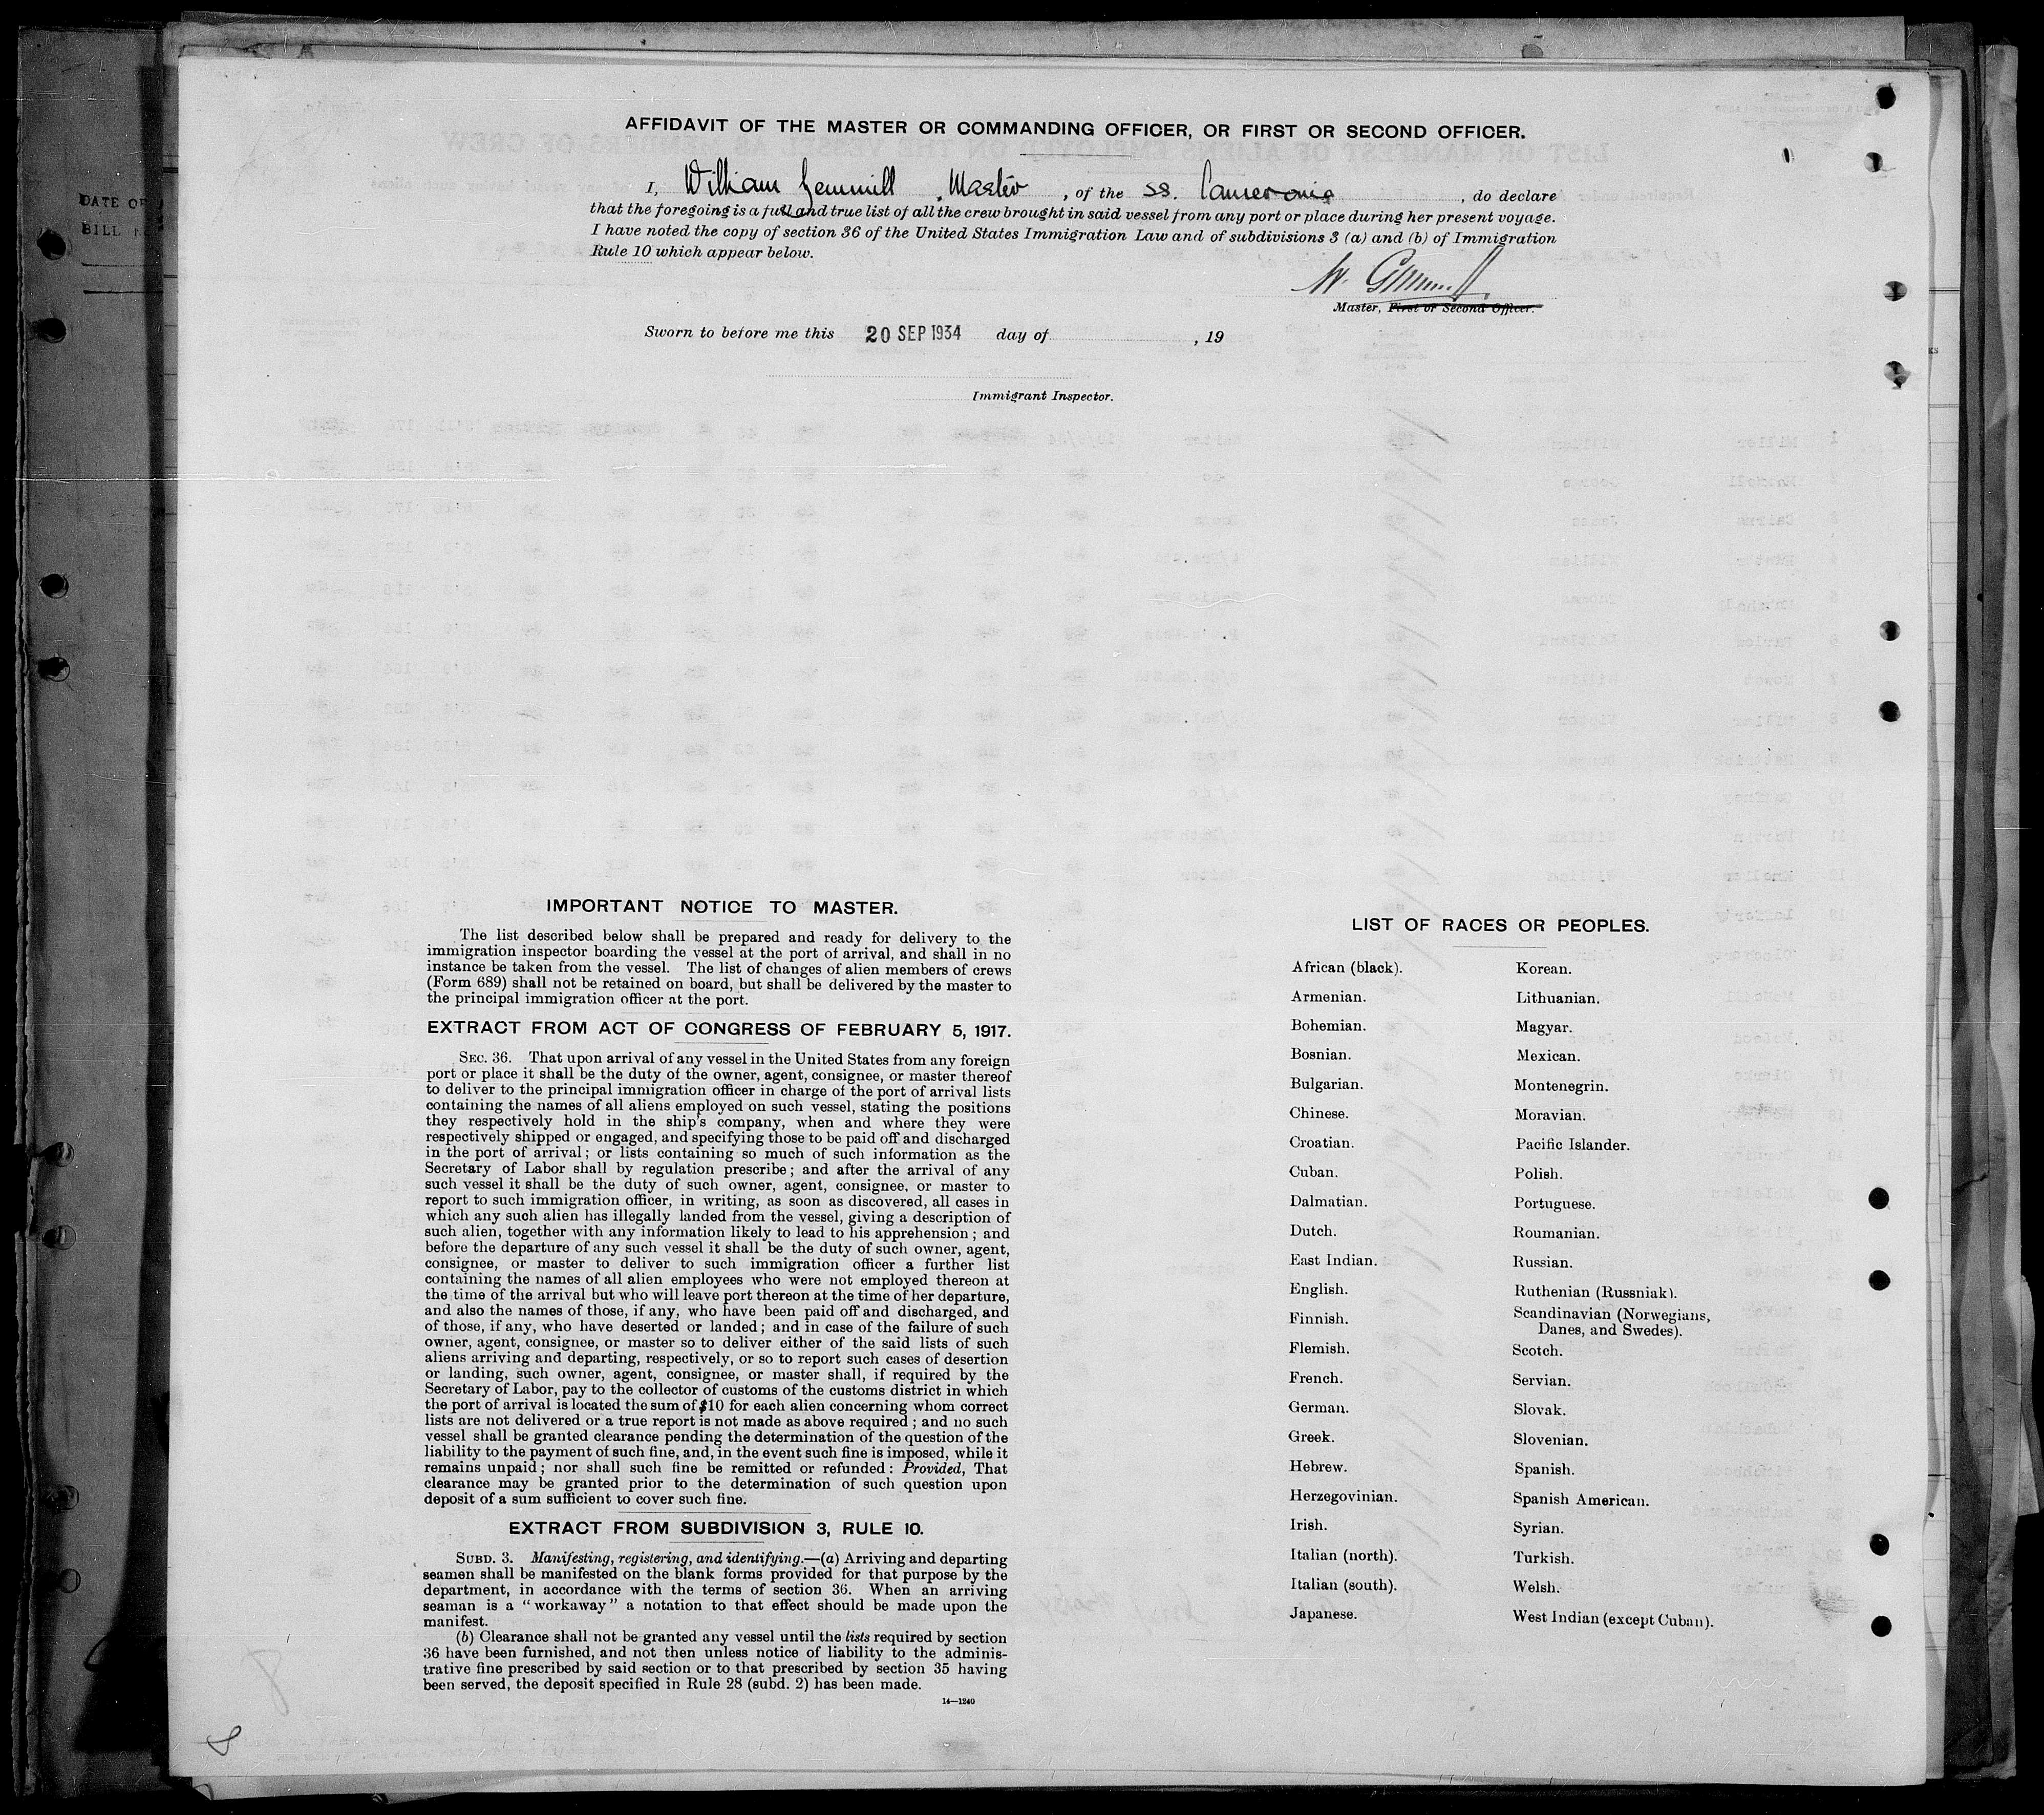 DATE OF
BILL
AFFIDAVIT OF THE MASTER OR COMMANDING OFFICER, OR FIRST OR SECOND OFFICER.
I, William Gemmill, Master, of the ss. Cameronia, do declare
that the foregoing is a full and true list of all the crew brought in said vessel from any port or place during her present voyage.
I have noted the copy of section 36 of the United States Immigration Law and of subdivisions 3 (a) and (b) of Immigration
Rule 10 which appear below.
W. Gemmill
Master, First or Second Officer.
Sworn to before me this 20 SEP 1934 day of , 19
Immigrant Inspector.
IMPORTANT NOTICE TO MASTER.
The list described below shall be prepared and ready for delivery to the
immigration inspector boarding the vessel at the port of arrival, and shall in no
instance be taken from the vessel. The list of changes of alien members of crews
(Form 689) shall not be retained on board, but shall be delivered by the master to
the principal immigration officer at the port.
EXTRACT FROM ACT OF CONGRESS OF FEBRUARY 5, 1917.
SEC. 36. That upon arrival of any vessel in the United States from any foreign
port or place it shall be the duty of the owner, agent, consignee, or master thereof
to deliver to the principal immigration officer in charge of the port of arrival lists
containing the names of all aliens employed on such vessel, stating the positions
they respectively hold in the ship's company, when and where they were
respectively shipped or engaged, and specifying those to be paid off and discharged
in the port of arrival; or lists containing so much of such information as the
Secretary of Labor shall by regulation prescribe; and after the arrival of any
such vessel it shall be the duty of such owner, agent, consignee, or master to
report to such immigration officer, in writing, as soon as discovered, all cases in
which any such alien has illegally landed from the vessel, giving a description of
such alien, together with any information likely to lead to his apprehension; and
before the departure of any such vessel it shall be the duty of such owner, agent,
consignee, or master to deliver to such immigration officer a further list
containing the names of all alien employees who were not employed thereon at
the time of the arrival but who will leave port thereon at the time of her departure,
and also the names of those, if any, who have been paid off and discharged, and
of those, if any, who have deserted or landed; and in case of the failure of such
owner, agent, consignee, or master so to deliver either of the said lists of such
aliens arriving and departing, respectively, or so to report such cases of desertion
or landing, such owner, agent, consignee, or master shall, if required by the
Secretary of Labor, pay to the collector of customs of the customs district in which
the port of arrival is located the sum of $10 for each alien concerning whom correct
lists are not delivered or a true report is not made as above required; and no such
vessel shall be granted clearance pending the determination of the question of the
liability to the payment of such fine, and, in the event such fine is imposed, while it
remains unpaid; nor shall such fine be remitted or refunded: Provided, That
clearance may be granted prior to the determination of such question upon
deposit of a sum sufficient to cover such fine.
EXTRACT FROM SUBDIVISION 3, RULE 10.
SUBD. 3. Manifesting, registering, and identifying.—(a) Arriving and departing
seamen shall be manifested on the blank forms provided for that purpose by the
department, in accordance with the terms of section 36. When an arriving
seaman is a "workaway" a notation to that effect should be made upon the
manifest.
(b) Clearance shall not be granted any vessel until the lists required by section
36 have been furnished, and not then unless notice of liability to the adminis-
trative fine prescribed by said section or to that prescribed by section 35 having
been served, the deposit specified in Rule 28 (subd. 2) has been made.
14—1240
8
LIST OF RACES OR PEOPLES.
African (black).
Armenian.
Bohemian.
Bosnian.
Bulgarian.
Chinese.
Croatian.
Cuban.
Dalmatian.
Dutch.
East Indian.
English.
Finnish.
Flemish.
French.
German.
Greek.
Hebrew.
Herzegovinian.
Irish.
Italian (north).
Italian (south).
Japanese.
Korean.
Lithuanian.
Magyar.
Mexican.
Montenegrin.
Moravian.
Pacific Islander.
Polish.
Portuguese.
Roumanian.
Russian.
Ruthenian (Russniak).
Scandinavian (Norwegians,
Danes, and Swedes).
Scotch.
Servian.
Slovak.
Slovenian.
Spanish.
Spanish American.
Syrian.
Turkish.
Welsh.
West Indian (except Cuban).